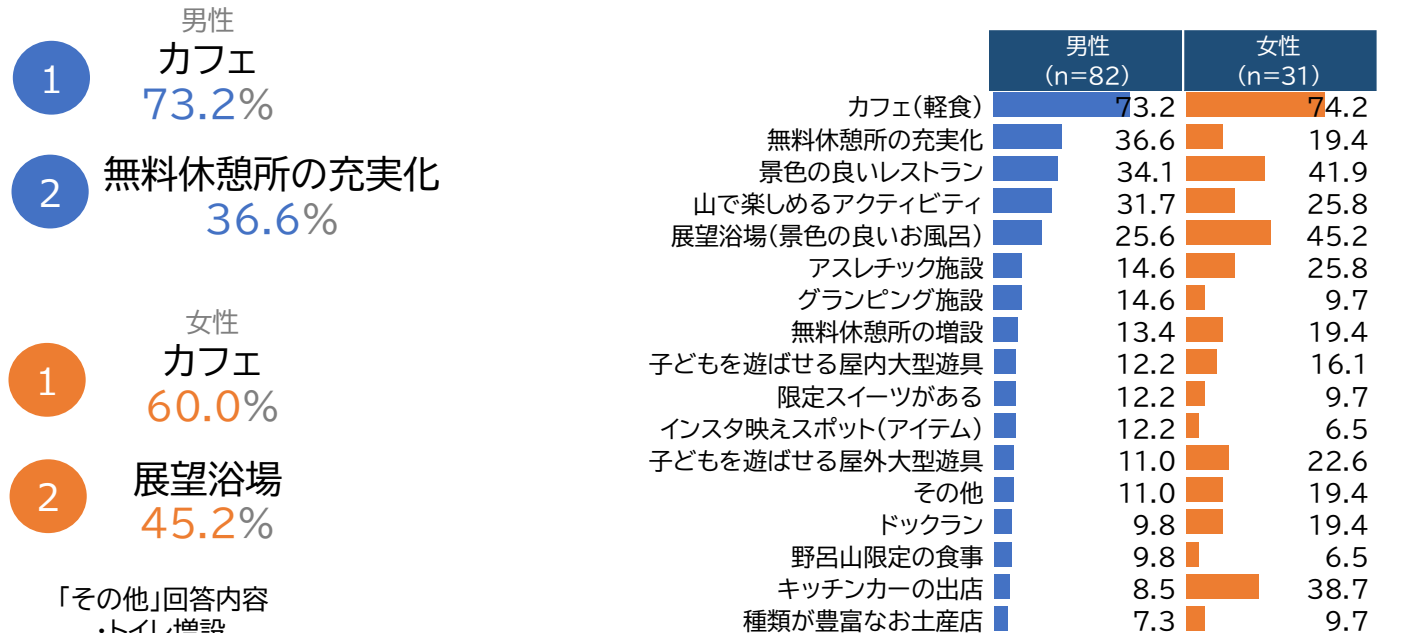 男性
1
カフェ
73.2%
2
無料休憩所の充実化
36.6%
女性
1
カフェ
60.0%
2
展望浴場
45.2%
「その他」回答内容
・トイレ増設
男性 女性
(n=82) (n=31)
カフェ(軽食) 73.2 74.2
無料休憩所の充実化 36.6 19.4
景色の良いレストラン 34.1 41.9
山で楽しめるアクティビティ 31.7 25.8
展望浴場(景色の良いお風呂) 25.6 45.2
アスレチック施設 14.6 25.8
グランピング施設 14.6 9.7
無料休憩所の増設 13.4 19.4
子どもを遊ばせる屋内大型遊具 12.2 16.1
限定スイーツがある 12.2 9.7
インスタ映えスポット(アイテム) 12.2 6.5
子どもを遊ばせる屋外大型遊具 11.0 22.6
その他 11.0 19.4
ドックラン 9.8 19.4
野呂山限定の食事 9.8 6.5
キッチンカーの出店 8.5 38.7
種類が豊富なお土産店 7.3 9.7